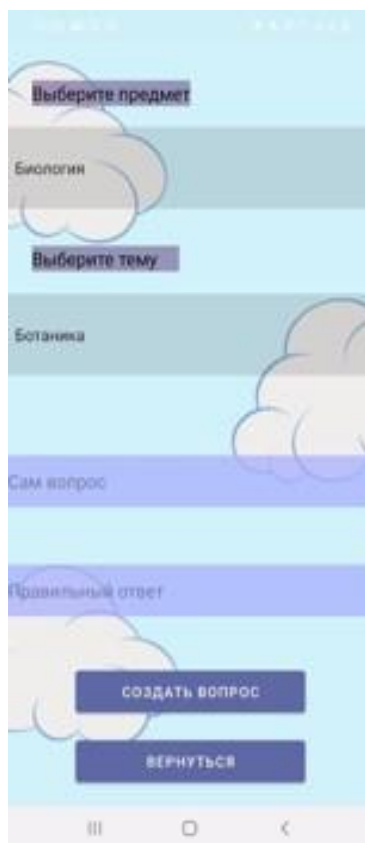 Выберите предмет
Биология
Выберите тему
Ботаника
Сам вопрос
Правильный ответ
СОЗДАТЬ ВОПРОС
ВЕРНУТЬСЯ